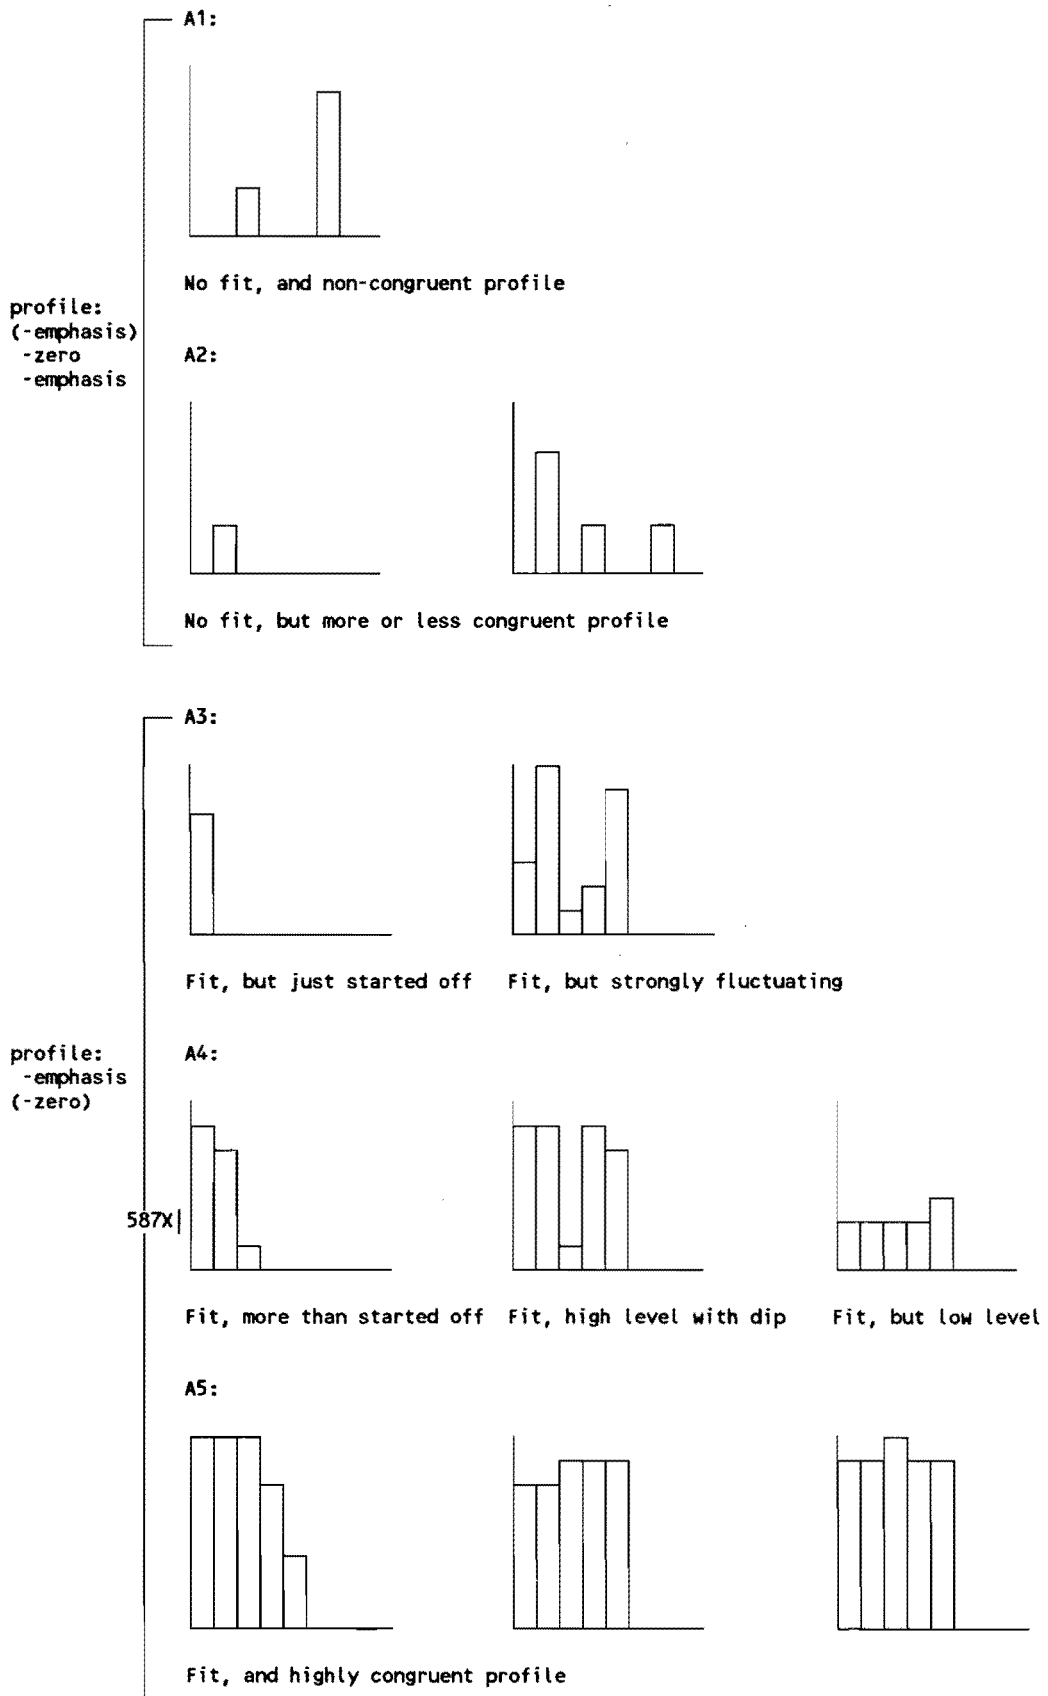 A1:
No fit, and non-congruent profile
profile:
(-emphasis)
-zero
-emphasis
A2:
No fit, but more or less congruent profile
A3:
Fit, but just started off
Fit, but strongly fluctuating
profile:
-emphasis
(-zero)
A4:
587X|
Fit, more than started off
Fit, high level with dip
Fit, but low level
A5:
Fit, and highly congruent profile